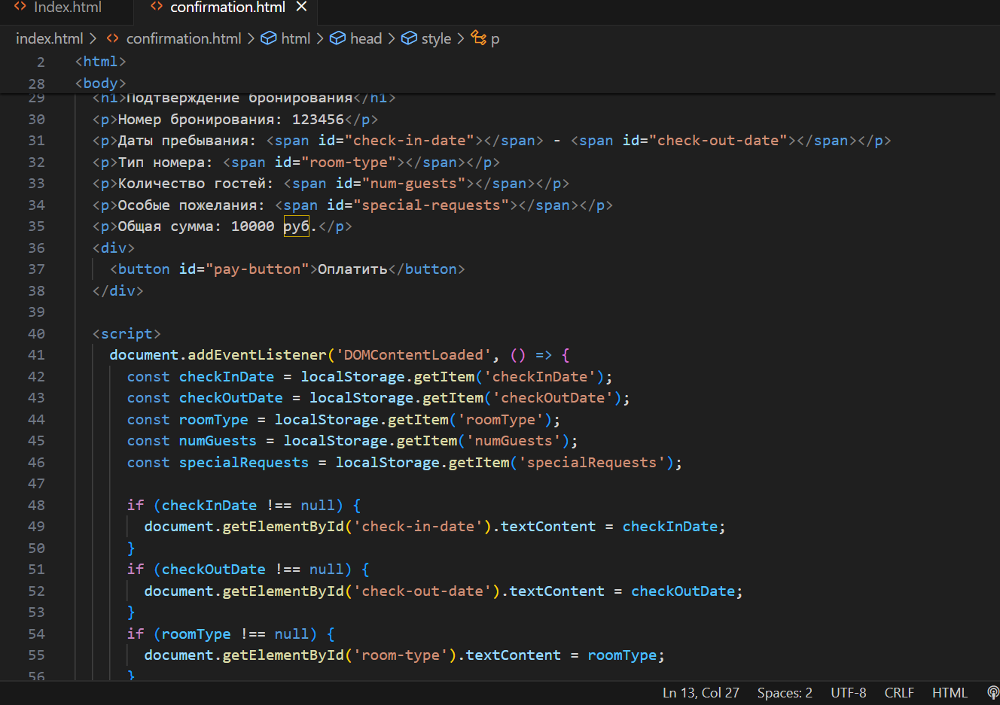 Index.html confirmation.html
index.html > confirmation.html > html > head > style > p
2 <html>
28 <body>
29 <h1>Подтверждение бронирования</h1>
30 <p>Номер бронирования: 123456</p>
31 <p>Даты пребывания: <span id="check-in-date"></span> - <span id="check-out-date"></span></p>
32 <p>Тип номера: <span id="room-type"></span></p>
33 <p>Количество гостей: <span id="num-guests"></span></p>
34 <p>Особые пожелания: <span id="special-requests"></span></p>
35 <p>Общая сумма: 10000 руб.</p>
36 <div>
37 <button id="pay-button">Оплатить</button>
38 </div>
39
40 <script>
41 document.addEventListener('DOMContentLoaded', () => {
42 const checkInDate = localStorage.getItem('checkInDate');
43 const checkOutDate = localStorage.getItem('checkOutDate');
44 const roomType = localStorage.getItem('roomType');
45 const numGuests = localStorage.getItem('numGuests');
46 const specialRequests = localStorage.getItem('specialRequests');
47
48 if (checkInDate !== null) {
49 document.getElementById('check-in-date').textContent = checkInDate;
50 }
51 if (checkOutDate !== null) {
52 document.getElementById('check-out-date').textContent = checkOutDate;
53 }
54 if (roomType !== null) {
55 document.getElementById('room-type').textContent = roomType;
56 }
Ln 13, Col 27 Spaces: 2 UTF-8 CRLF HTML